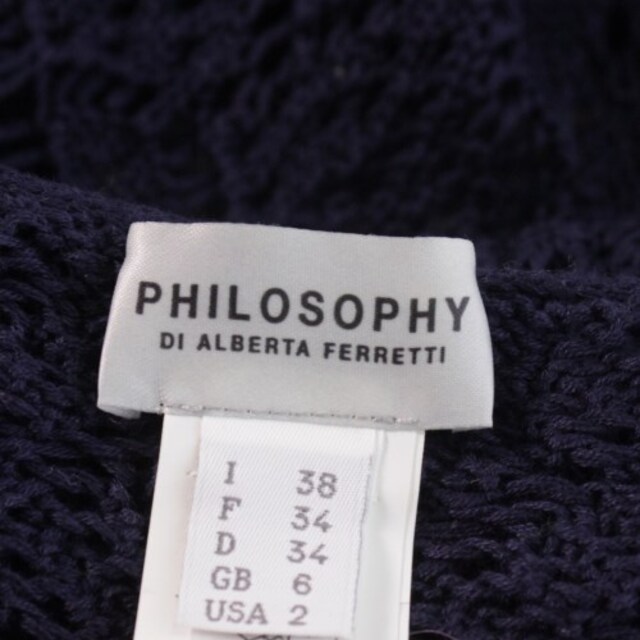 PHILOSOPHY
DI ALBERTA FERRETTI
I 38
F 34
D 34
GB 6
USA 2